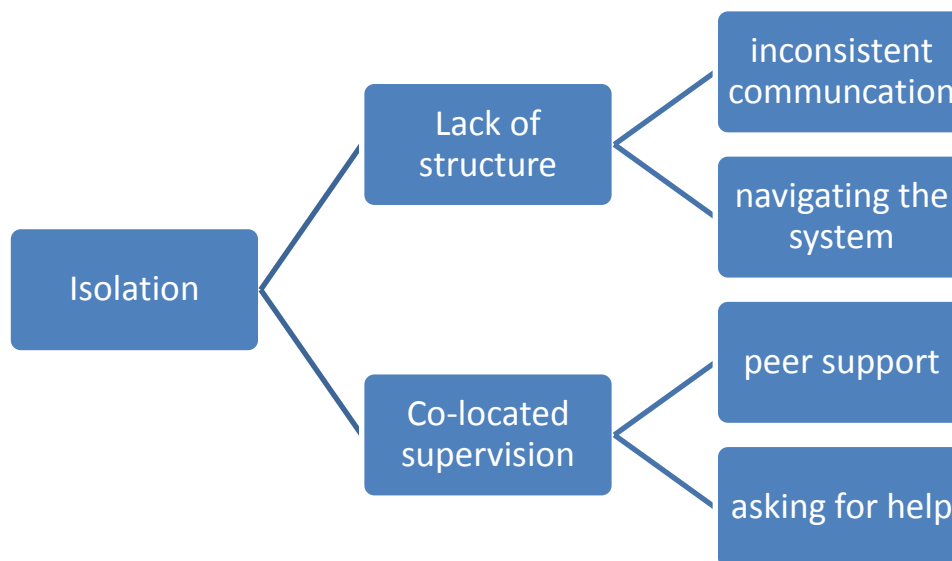 Isolation
Lack of
structure
inconsistent
communcation
navigating the
system
Co-located
supervision
peer support
asking for help